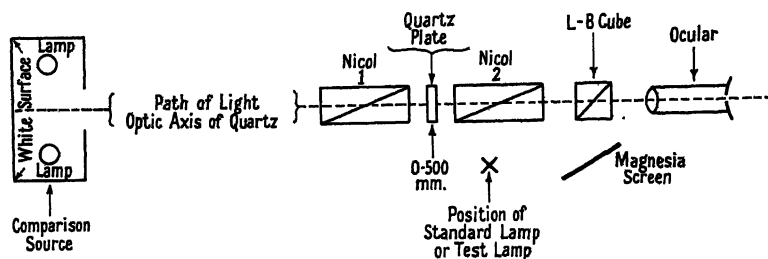 Lamp
White Surface
Lamp
Comparison
Source
Path of Light
Optic Axis of Quartz
Nicol
1
Quartz
Plate
0-500
mm.
Nicol
2
Position of
Standard Lamp
or Test Lamp
L-B Cube
Magnesia
Screen
Ocular